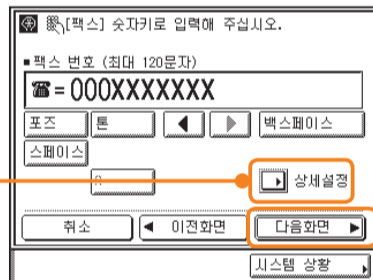 [팩스] 숫자키로 입력해 주십시오.
■팩스 번호 (최대 120문자)
☎= 000XXXXXXX
포즈 톤 ◀ ▶ 백스페이스
스페이스
R 상세설정
취소 ◀ 이전화면 다음화면 ▶
시스템 상황